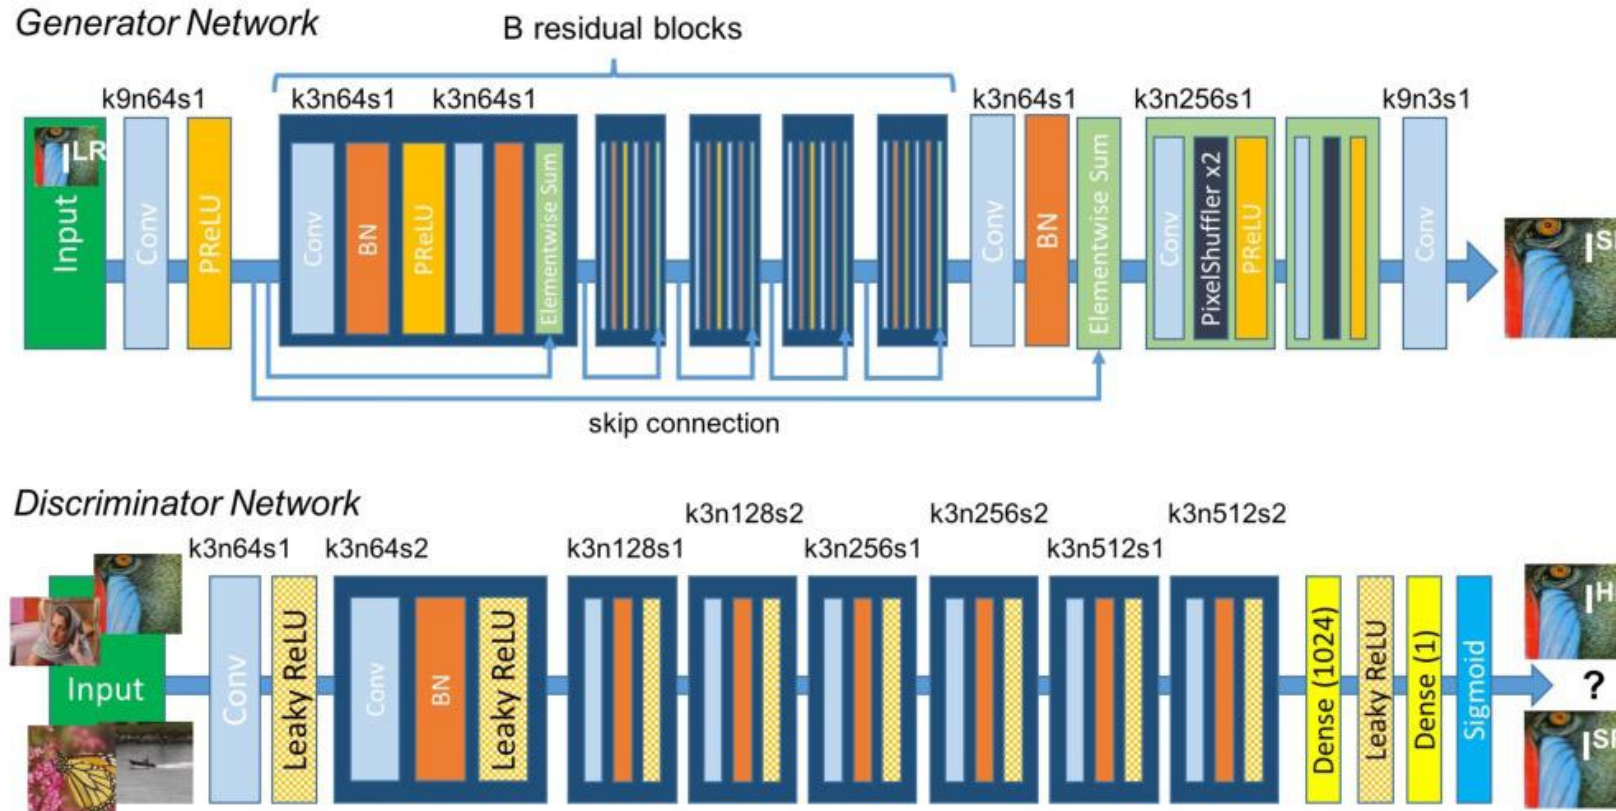 Generator Network
B residual blocks
k9n64s1
k3n64s1
k3n64s1
k3n64s1
k3n256s1
k9n3s1
I^LR
Input
Conv
PReLU
Conv
BN
PReLU
Elementwise Sum
Conv
BN
Elementwise Sum
Conv
PixelShuffler x2
PReLU
Conv
skip connection
Discriminator Network
k3n64s1
k3n64s2
k3n128s1
k3n128s2
k3n256s1
k3n256s2
k3n512s1
k3n512s2
Input
Conv
Leaky ReLU
Conv
BN
Leaky ReLU
Dense (1024)
Leaky ReLU
Dense (1)
Sigmoid
?